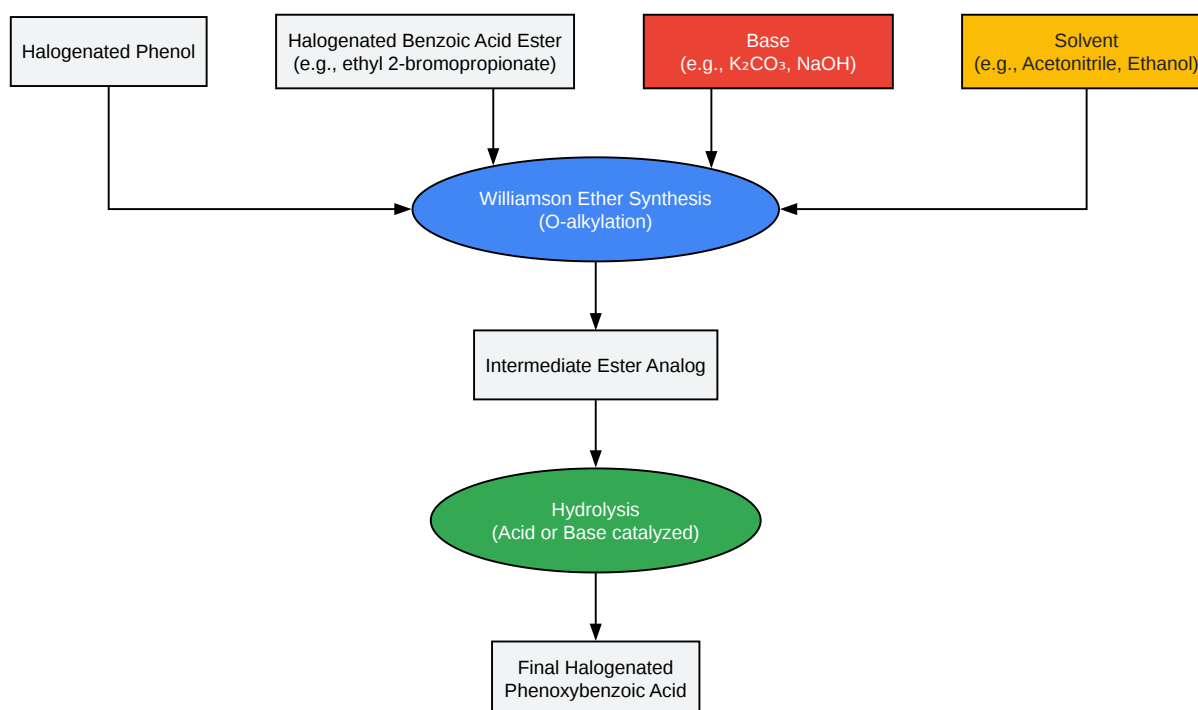 Halogenated Phenol
Halogenated Benzoic Acid Ester
(e.g., ethyl 2-bromopropionate)
Base
(e.g., K₂CO₃, NaOH)
Solvent
(e.g., Acetonitrile, Ethanol)
Williamson Ether Synthesis
(O-alkylation)
Intermediate Ester Analog
Hydrolysis
(Acid or Base catalyzed)
Final Halogenated
Phenoxybenzoic Acid